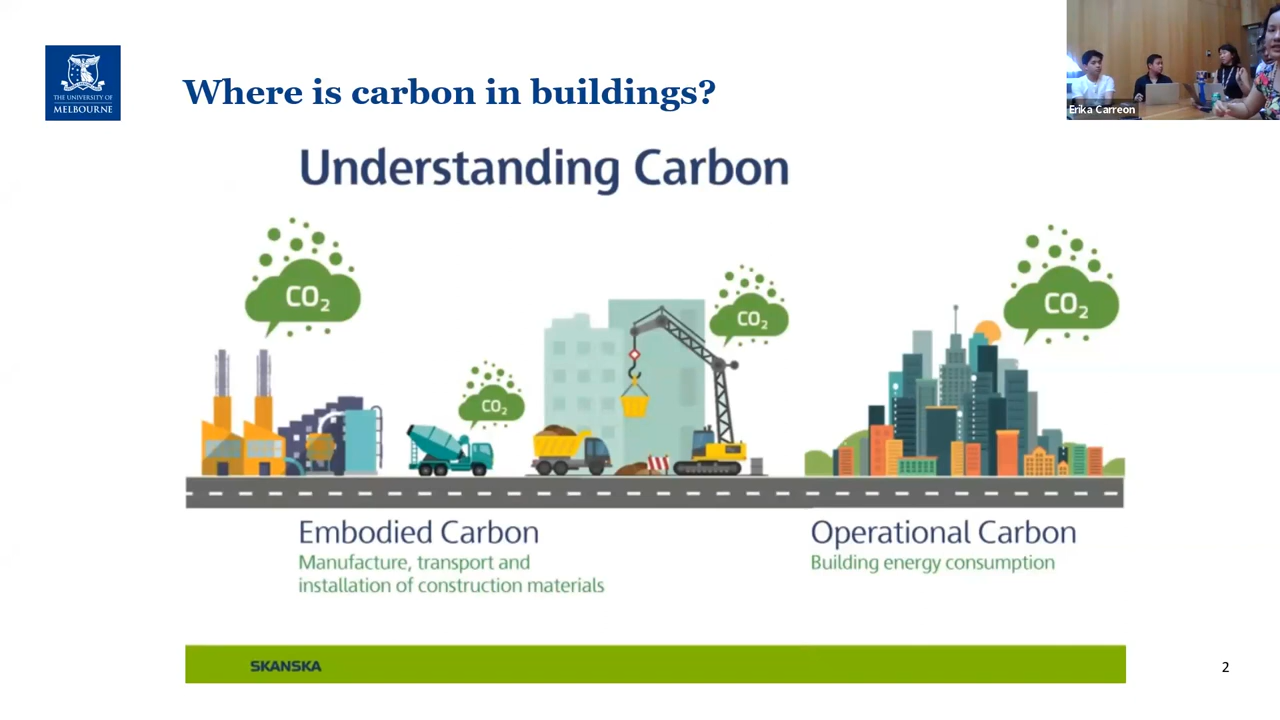 THE UNIVERSITY OF
MELBOURNE
Where is carbon in buildings?
Erika Carreon
Understanding Carbon
CO₂
CO₂
CO₂
CO₂
Embodied Carbon
Manufacture, transport and
installation of construction materials
Operational Carbon
Building energy consumption
SKANSKA
2